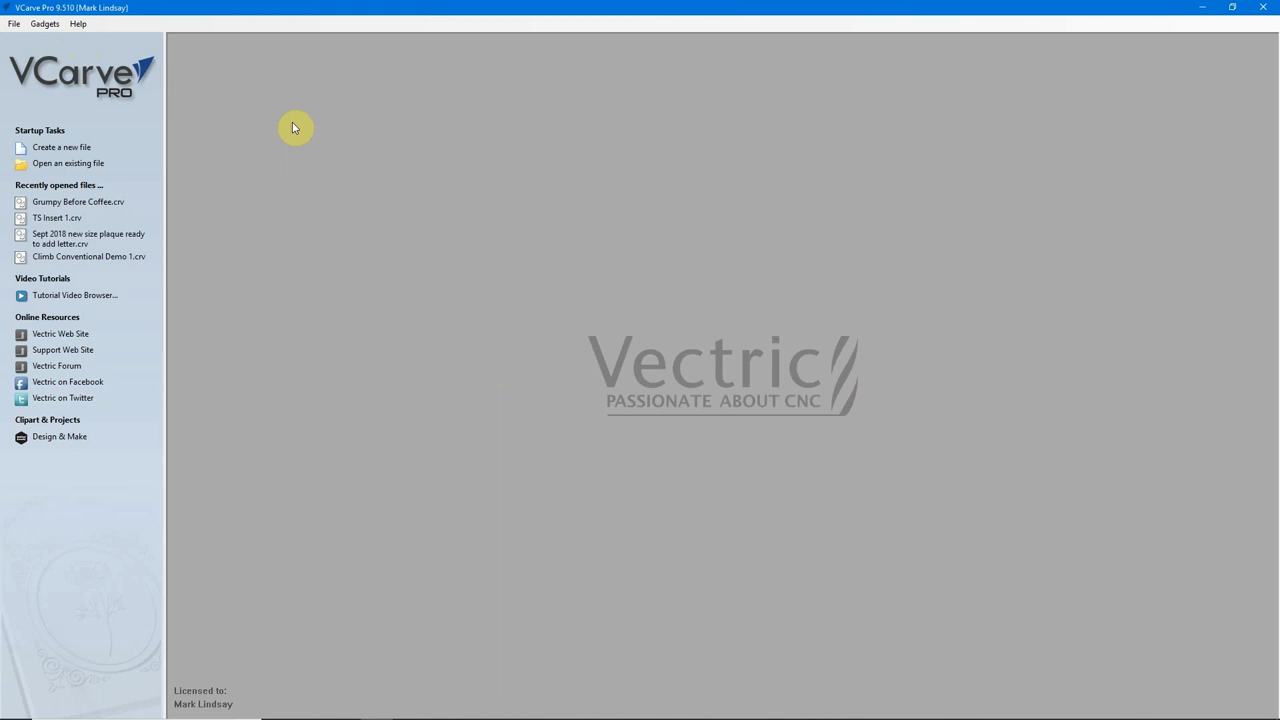 VCarve Pro 9.510 {Mark Lindsay}
File Gadgets Help
VCarve
PRO
Startup Tasks
Create a new file
Open an existing file
Recently opened files ...
Grumpy Before Coffee.crv
TS Insert 1.crv
Sept 2018 new size plaque ready
to add letter.crv
Climb Conventional Demo 1.crv
Video Tutorials
Tutorial Video Browser...
Online Resources
Vectric Web Site
Support Web Site
Vectric Forum
Vectric on Facebook
Vectric on Twitter
Clipart & Projects
Design & Make
Vectric
PASSIONATE ABOUT CNC
Licensed to:
Mark Lindsay